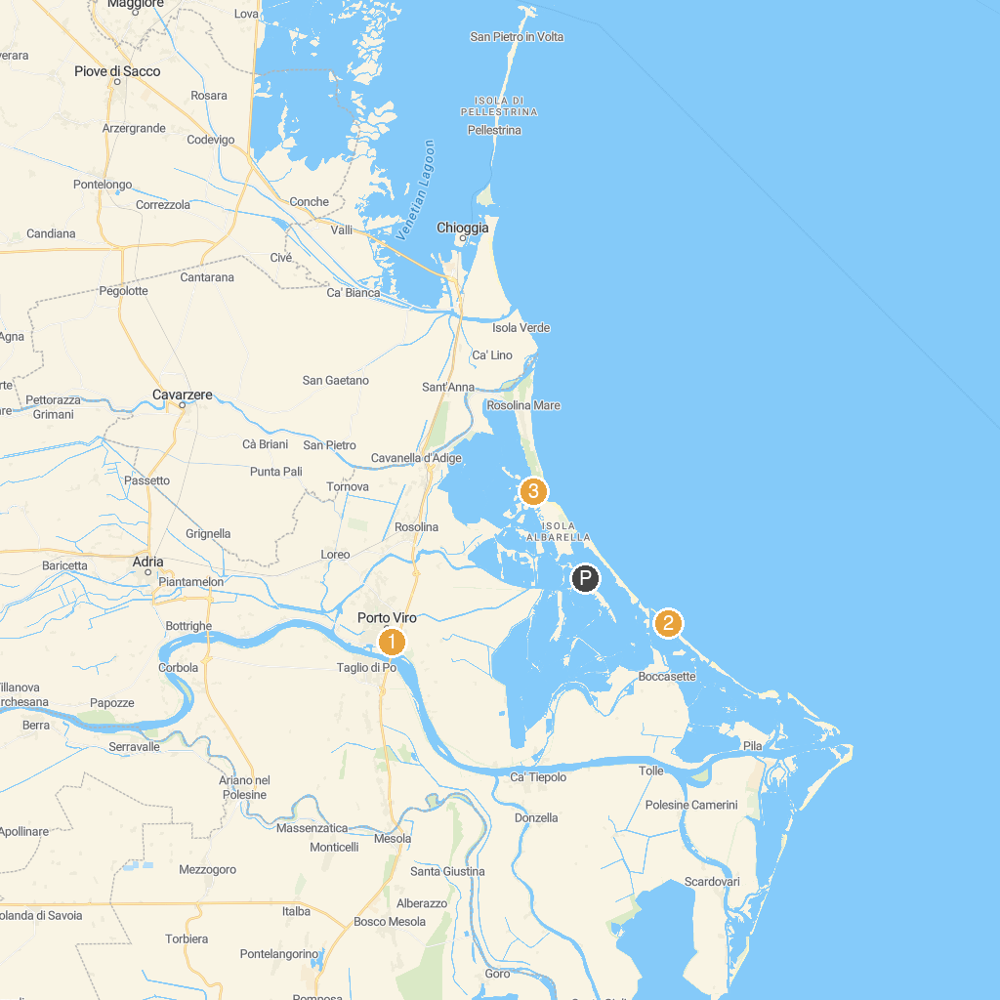 Maggiore
Lova
San Pietro in Volta
Piove di Sacco
Rosara
ISOLA DI
PELLESTRINA
Arzergrande
Pellestrina
Codevigo
Pontelongo
Correzzola
Conche
Venetian Lagoon
Valli
Chioggia
Candiana
Civé
Cantarana
Pegolotte
Ca' Bianca
Isola Verde
Agna
Ca' Lino
San Gaetano
Sant'Anna
Cavarzere
Pettorazza
Grimani
Rosolina Mare
Cà Briani
San Pietro
Cavanella d'Adige
Punta Pali
Passetto
Tornova
3
Rosolina
ISOLA
ALBARELLA
Grignella
Loreo
Baricetta
Adria
Piantamelon
P
Porto Viro
2
Bottrighe
1
Corbola
Taglio di Po
Boccasette
Papozze
Berra
Serravalle
Pila
Tolle
Ca' Tiepolo
Ariano nel
Polesine
Polesine Camerini
Donzella
Massenzatica
Monticelli
Mesola
Mezzogoro
Santa Giustina
Scardovari
Alberazzo
Italba
Bosco Mesola
Torbiera
Pontelangorino
Goro